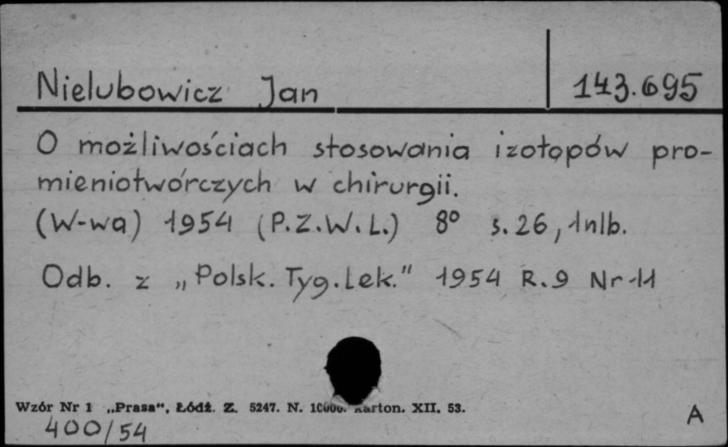 Nielubowicz Jan 143.695
O możliwościach stosowania izotopów pro-
mieniotwórczych w chirurgii.
(W-wa) 1954 (P.Z.W.L.) 8° s. 26, 1nlb.
Odb. z „Polsk. Tyg. Lek." 1954 R.9 Nr 11
Wzór Nr 1 „Prasa“, Łódź. Z. 5247. N. 10000. Karton. XII. 53.
400/54 A